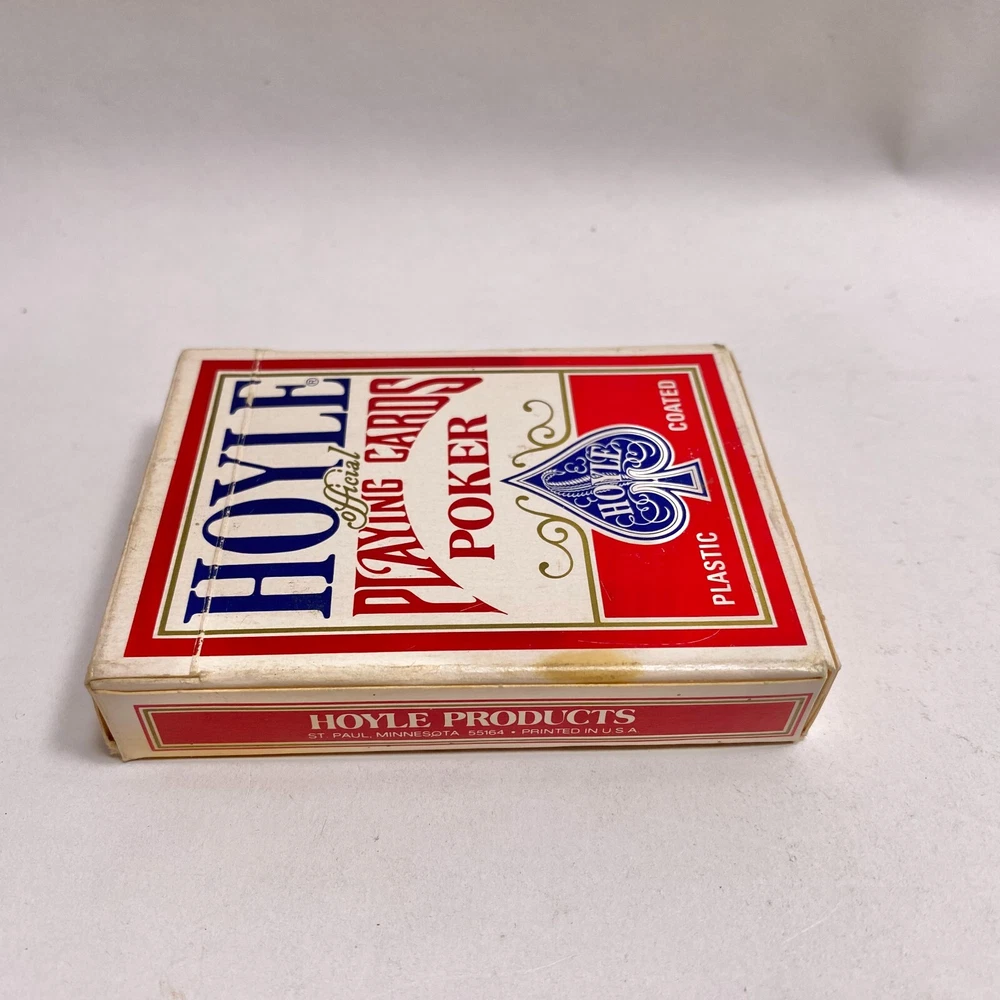 HOYLE®
Official
PLAYING CARDS
POKER
HOYLE
PLASTIC COATED
HOYLE PRODUCTS
ST. PAUL, MINNESOTA 55164 • PRINTED IN U.S.A.